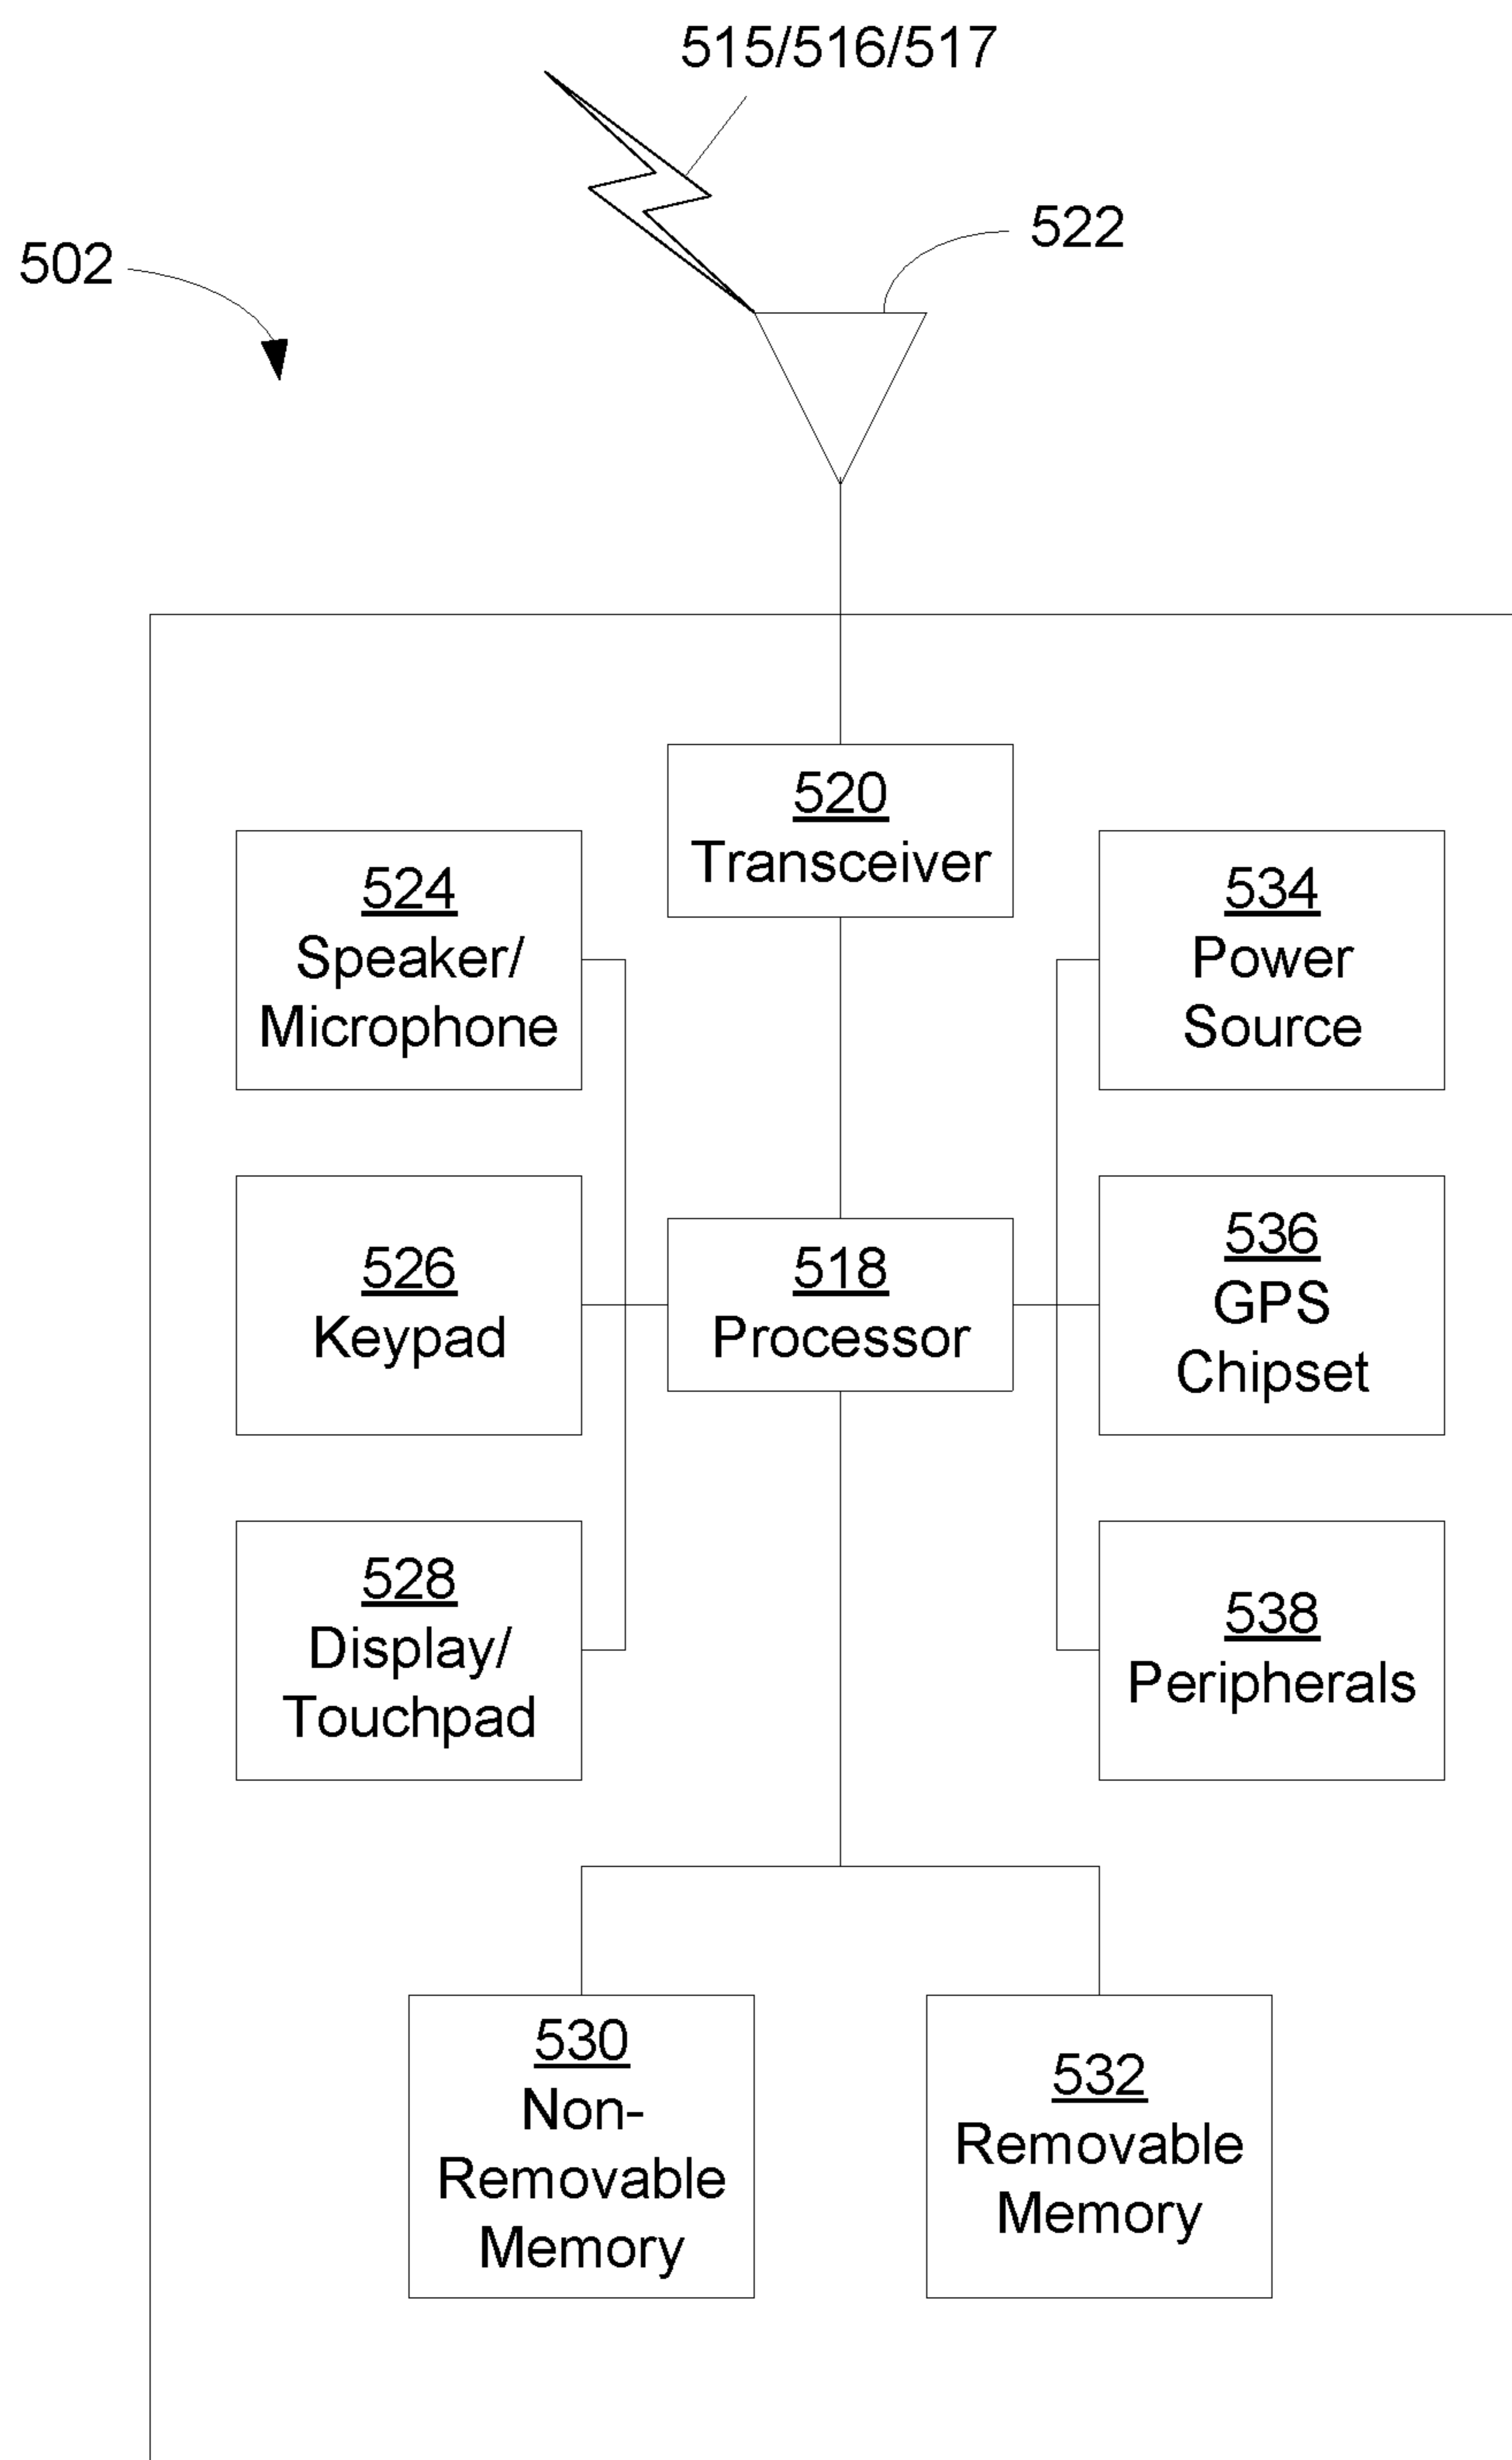 515/516/517
522
502
520
Transceiver
524
Speaker/
Microphone
534
Power
Source
526
Keypad
518
Processor
536
GPS
Chipset
528
Display/
Touchpad
538
Peripherals
530
Non-
Removable
Memory
532
Removable
Memory